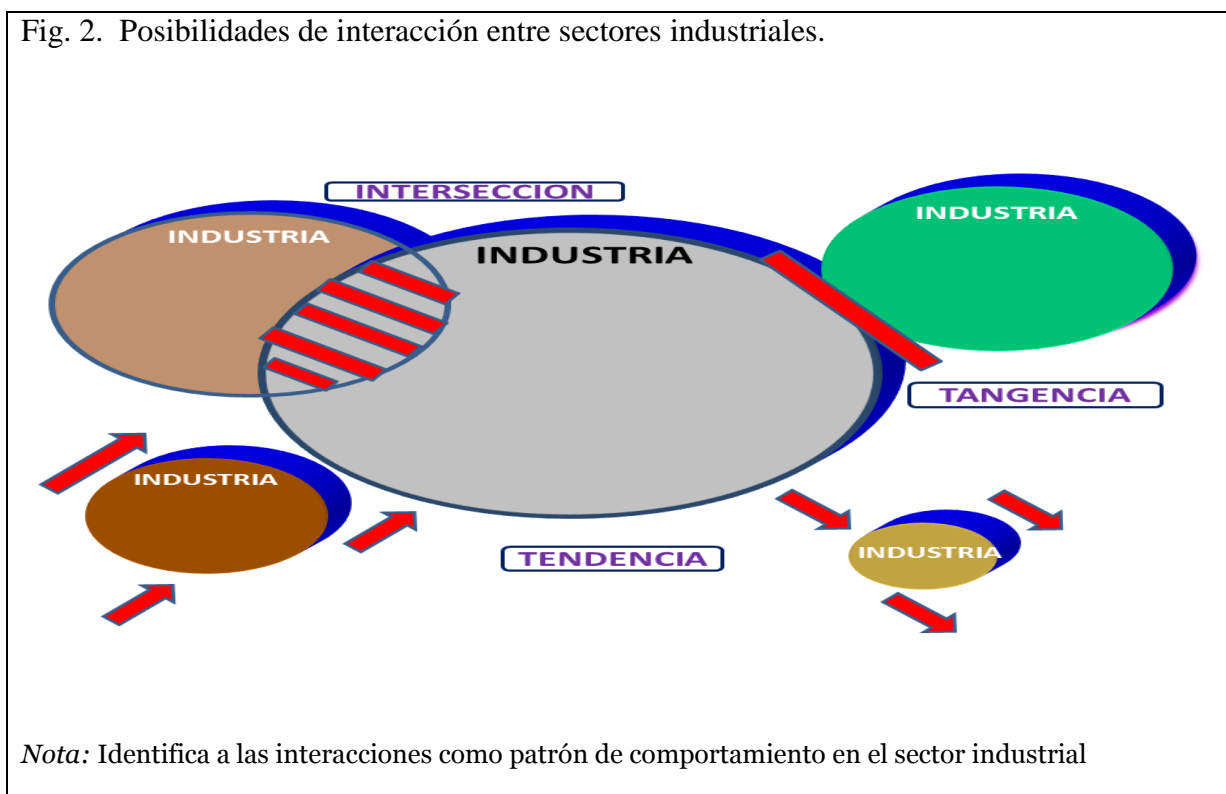 Fig. 2. Posibilidades de interacción entre sectores industriales.
INTERSECCION
INDUSTRIA
INDUSTRIA
INDUSTRIA
TANGENCIA
INDUSTRIA
TENDENCIA
INDUSTRIA
Nota: Identifica a las interacciones como patrón de comportamiento en el sector industrial